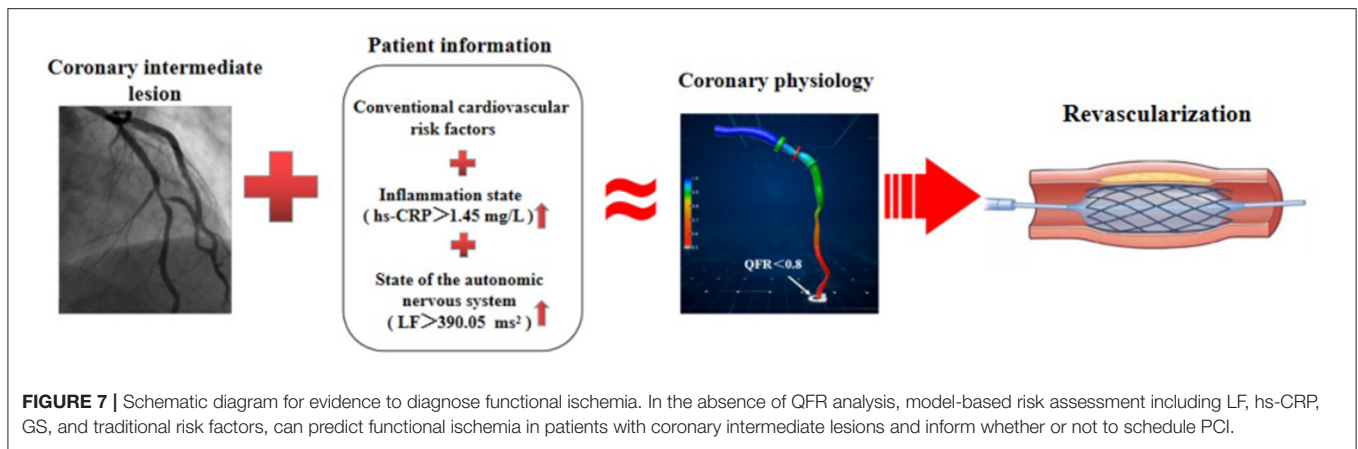 Coronary intermediate
lesion
Patient information
Conventional cardiovascular
risk factors
Inflammation state
( hs-CRP＞1.45 mg/L )
State of the autonomic
nervous system
( LF＞390.05 ms² )
≈
Coronary physiology
QFR＜0.8
Revascularization
FIGURE 7 | Schematic diagram for evidence to diagnose functional ischemia. In the absence of QFR analysis, model-based risk assessment including LF, hs-CRP,
GS, and traditional risk factors, can predict functional ischemia in patients with coronary intermediate lesions and inform whether or not to schedule PCI.